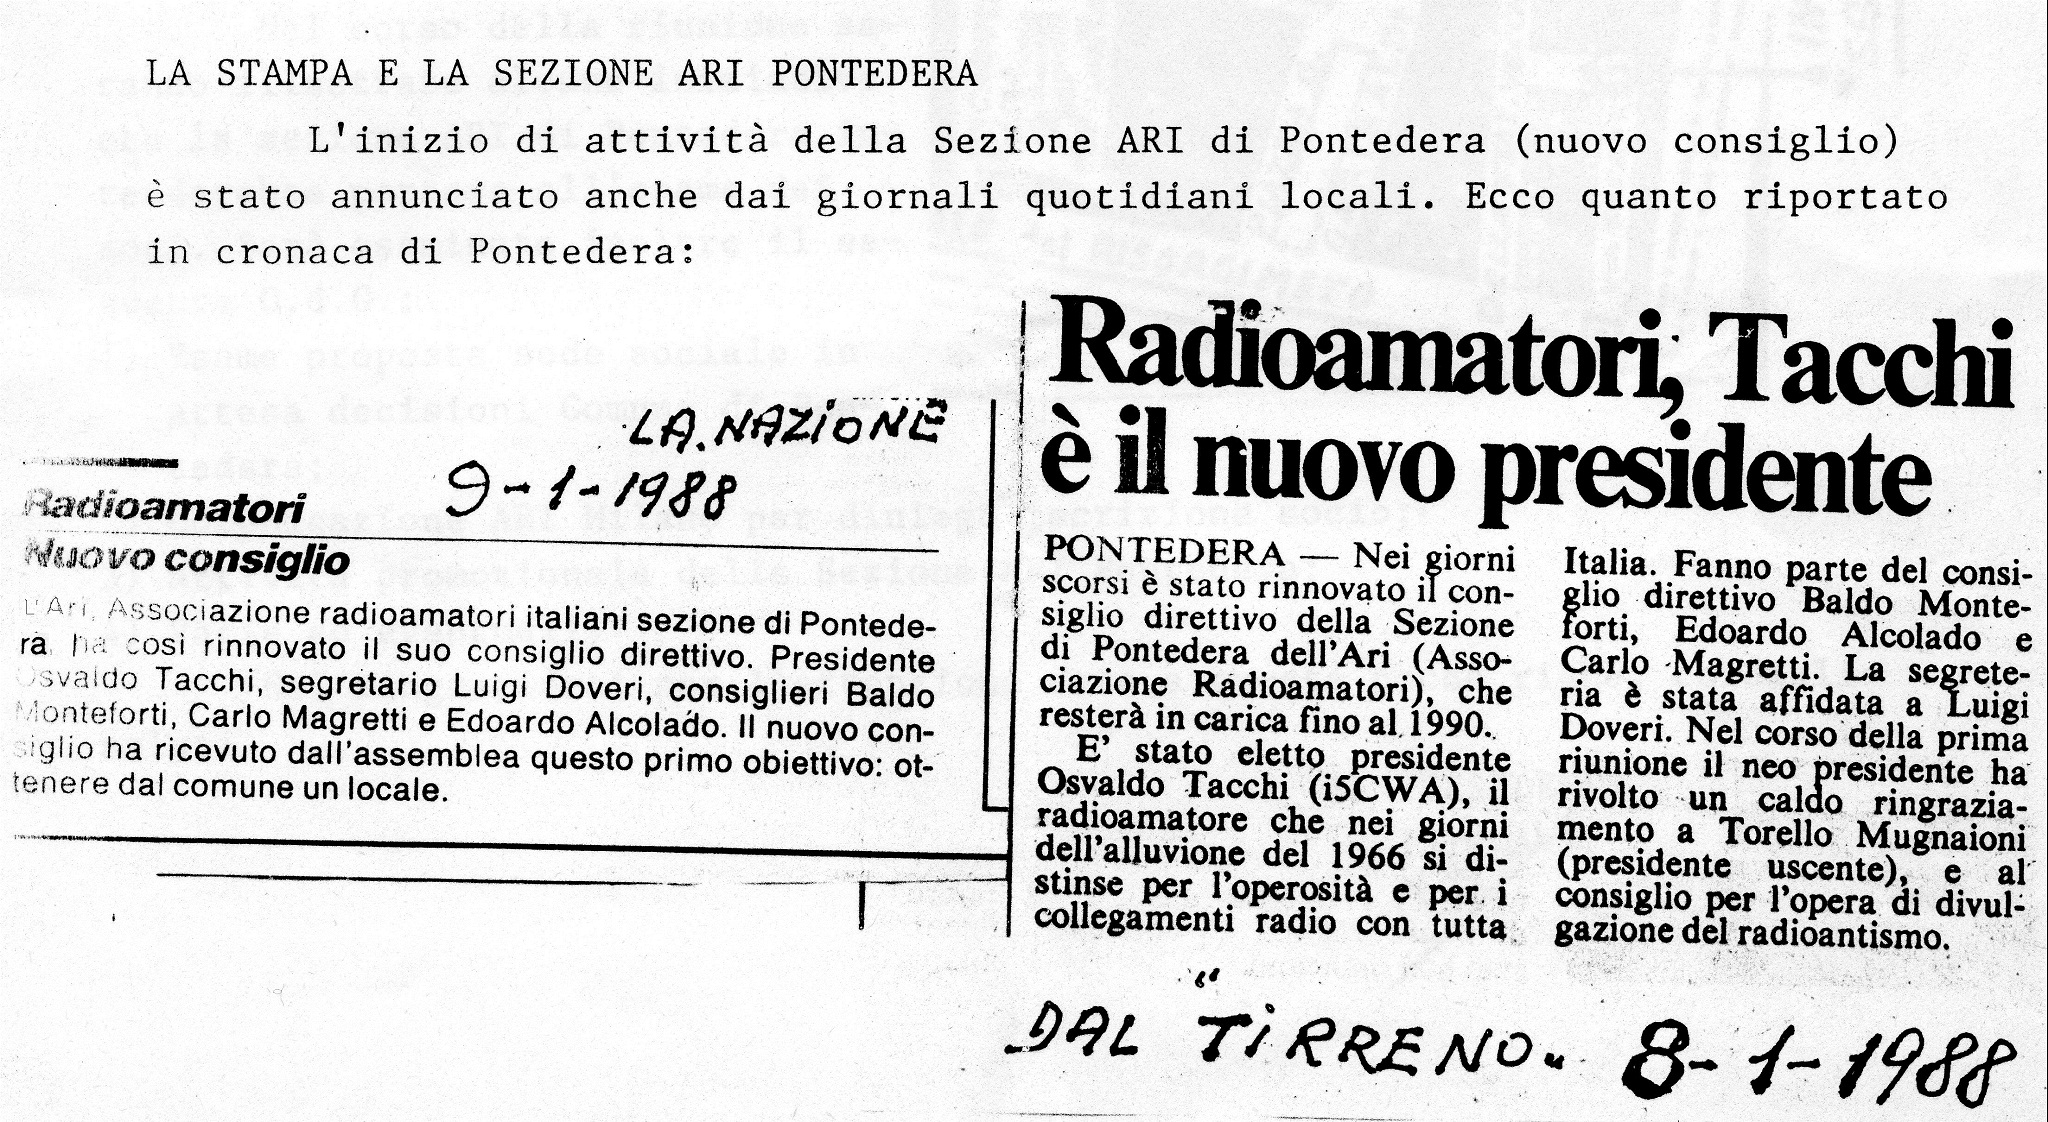 LA STAMPA E LA SEZIONE ARI PONTEDERA
L'inizio di attività della Sezione ARI di Pontedera (nuovo consiglio)
è stato annunciato anche dai giornali quotidiani locali. Ecco quanto riportato
in cronaca di Pontedera:
LA NAZIONE
9-1-1988
Radioamatori
Nuovo consiglio
L'Ari, Associazione radioamatori italiani sezione di Pontede-
ra, ha così rinnovato il suo consiglio direttivo. Presidente
Osvaldo Tacchi, segretario Luigi Doveri, consiglieri Baldo
Monteforti, Carlo Magretti e Edoardo Alcolado. Il nuovo con-
siglio ha ricevuto dall'assemblea questo primo obiettivo: ot-
tenere dal comune un locale.
Radioamatori, Tacchi
è il nuovo presidente
PONTEDERA — Nei giorni
scorsi è stato rinnovato il con-
siglio direttivo della Sezione
di Pontedera dell'Ari (Asso-
ciazione Radioamatori), che
resterà in carica fino al 1990.
E' stato eletto presidente
Osvaldo Tacchi (i5CWA), il
radioamatore che nei giorni
dell'alluvione del 1966 si di-
stinse per l'operosità e per i
collegamenti radio con tutta
Italia. Fanno parte del consi-
glio direttivo Baldo Monte-
forti, Edoardo Alcolado e
Carlo Magretti. La segrete-
ria è stata affidata a Luigi
Doveri. Nel corso della prima
riunione il neo presidente ha
rivolto un caldo ringrazia-
mento a Torello Mugnaioni
(presidente uscente), e al
consiglio per l'opera di divul-
gazione del radioantismo.
DAL "TIRRENO" 8-1-1988